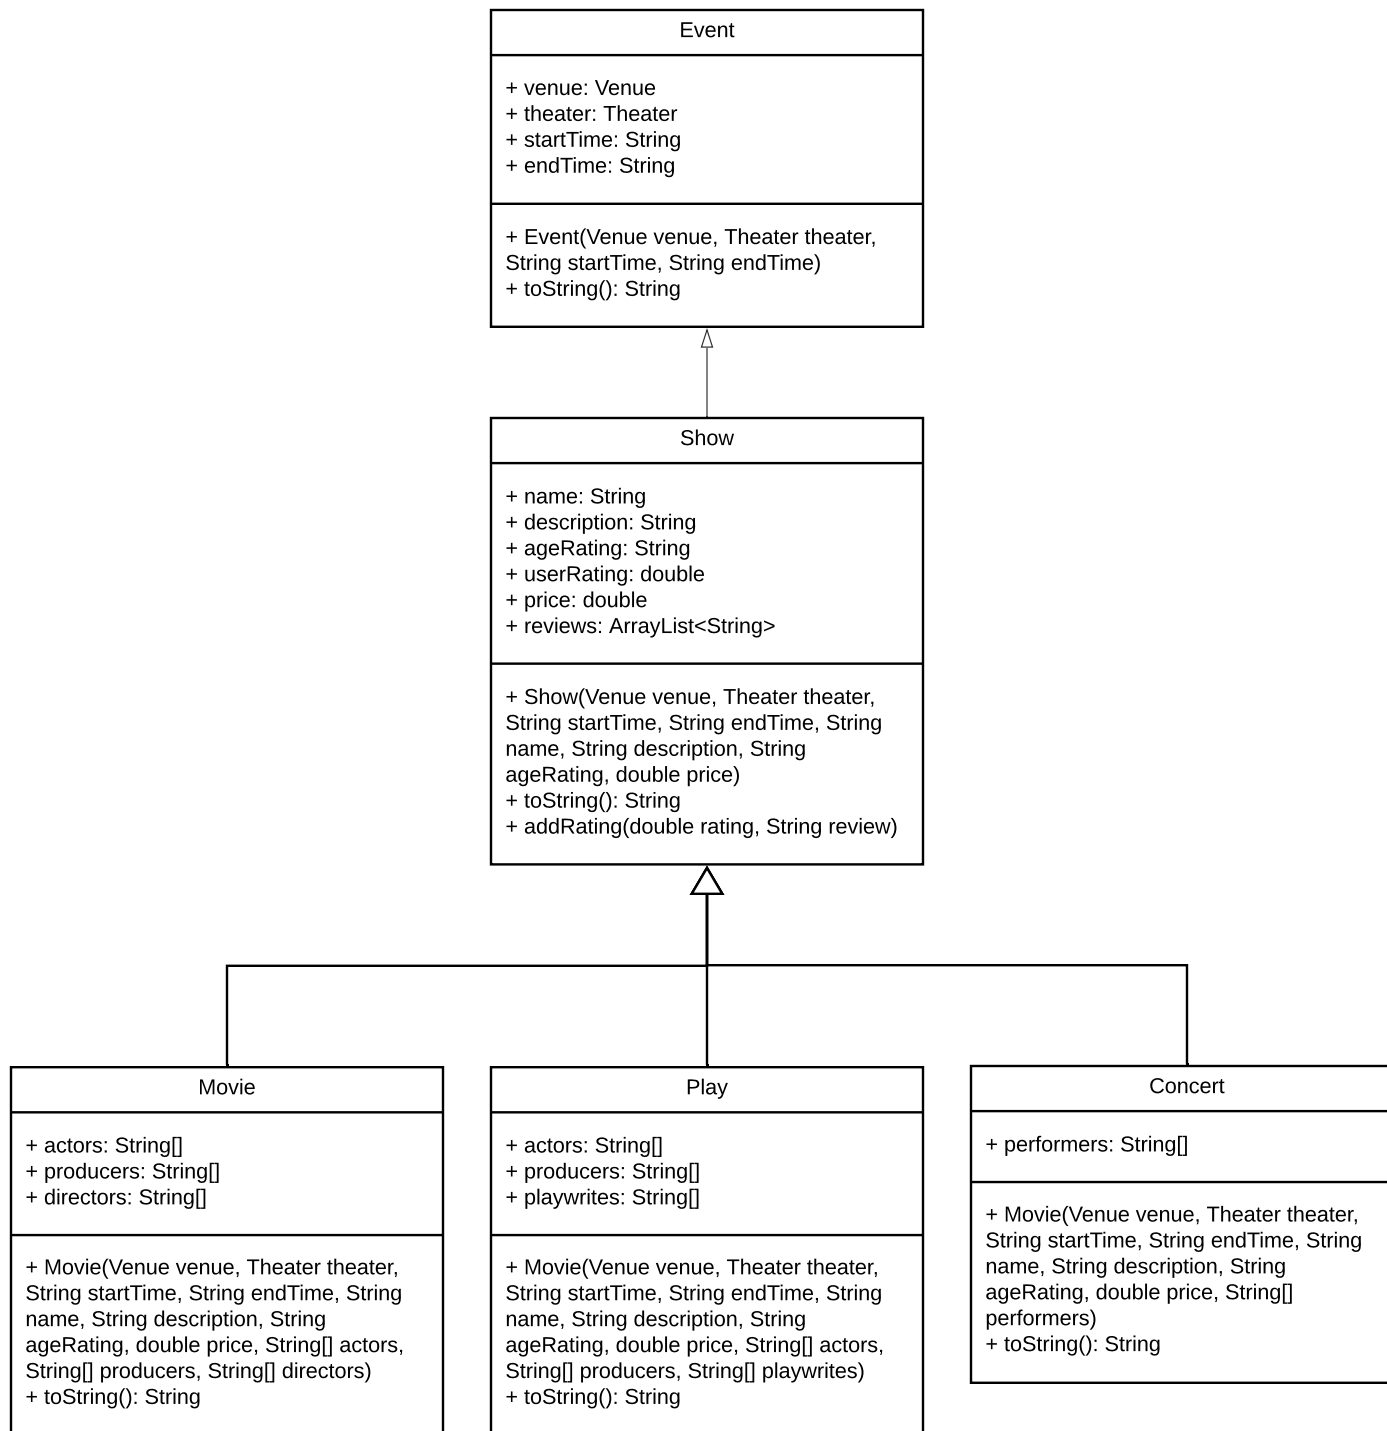 Event
+ venue: Venue
+ theater: Theater
+ startTime: String
+ endTime: String
+ Event(Venue venue, Theater theater,
String startTime, String endTime)
+ toString(): String
Show
+ name: String
+ description: String
+ ageRating: String
+ userRating: double
+ price: double
+ reviews: ArrayList<String>
+ Show(Venue venue, Theater theater,
String startTime, String endTime, String
name, String description, String
ageRating, double price)
+ toString(): String
+ addRating(double rating, String review)
Movie
+ actors: String[]
+ producers: String[]
+ directors: String[]
+ Movie(Venue venue, Theater theater,
String startTime, String endTime, String
name, String description, String
ageRating, double price, String[] actors,
String[] producers, String[] directors)
+ toString(): String
Play
+ actors: String[]
+ producers: String[]
+ playwrites: String[]
+ Movie(Venue venue, Theater theater,
String startTime, String endTime, String
name, String description, String
ageRating, double price, String[] actors,
String[] producers, String[] playwrites)
+ toString(): String
Concert
+ performers: String[]
+ Movie(Venue venue, Theater theater,
String startTime, String endTime, String
name, String description, String
ageRating, double price, String[]
performers)
+ toString(): String